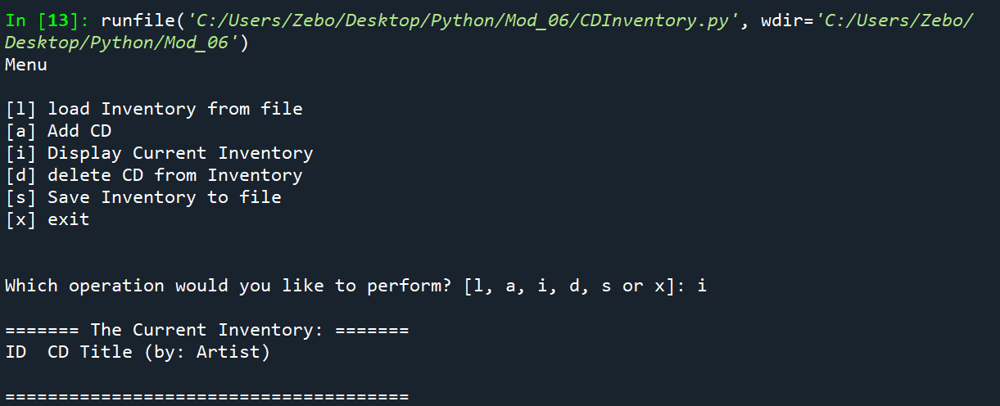 In [13]: runfile('C:/Users/Zebo/Desktop/Python/Mod_06/CDInventory.py', wdir='C:/Users/Zebo/
Desktop/Python/Mod_06')
Menu
[l] load Inventory from file
[a] Add CD
[i] Display Current Inventory
[d] delete CD from Inventory
[s] Save Inventory to file
[x] exit
Which operation would you like to perform? [l, a, i, d, s or x]: i
======= The Current Inventory: =======
ID  CD Title (by: Artist)
======================================